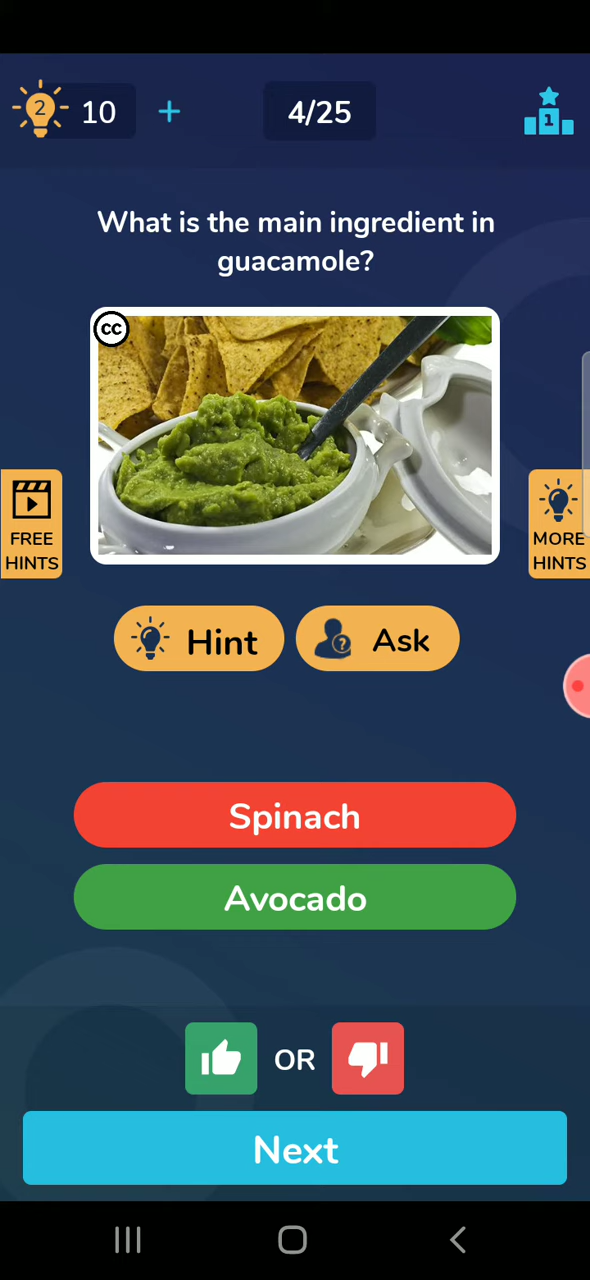 2 10 + 4/25
1
What is the main ingredient in
guacamole?
cc
FREE
HINTS
MORE
HINTS
Hint
? Ask
Spinach
Avocado
OR
Next